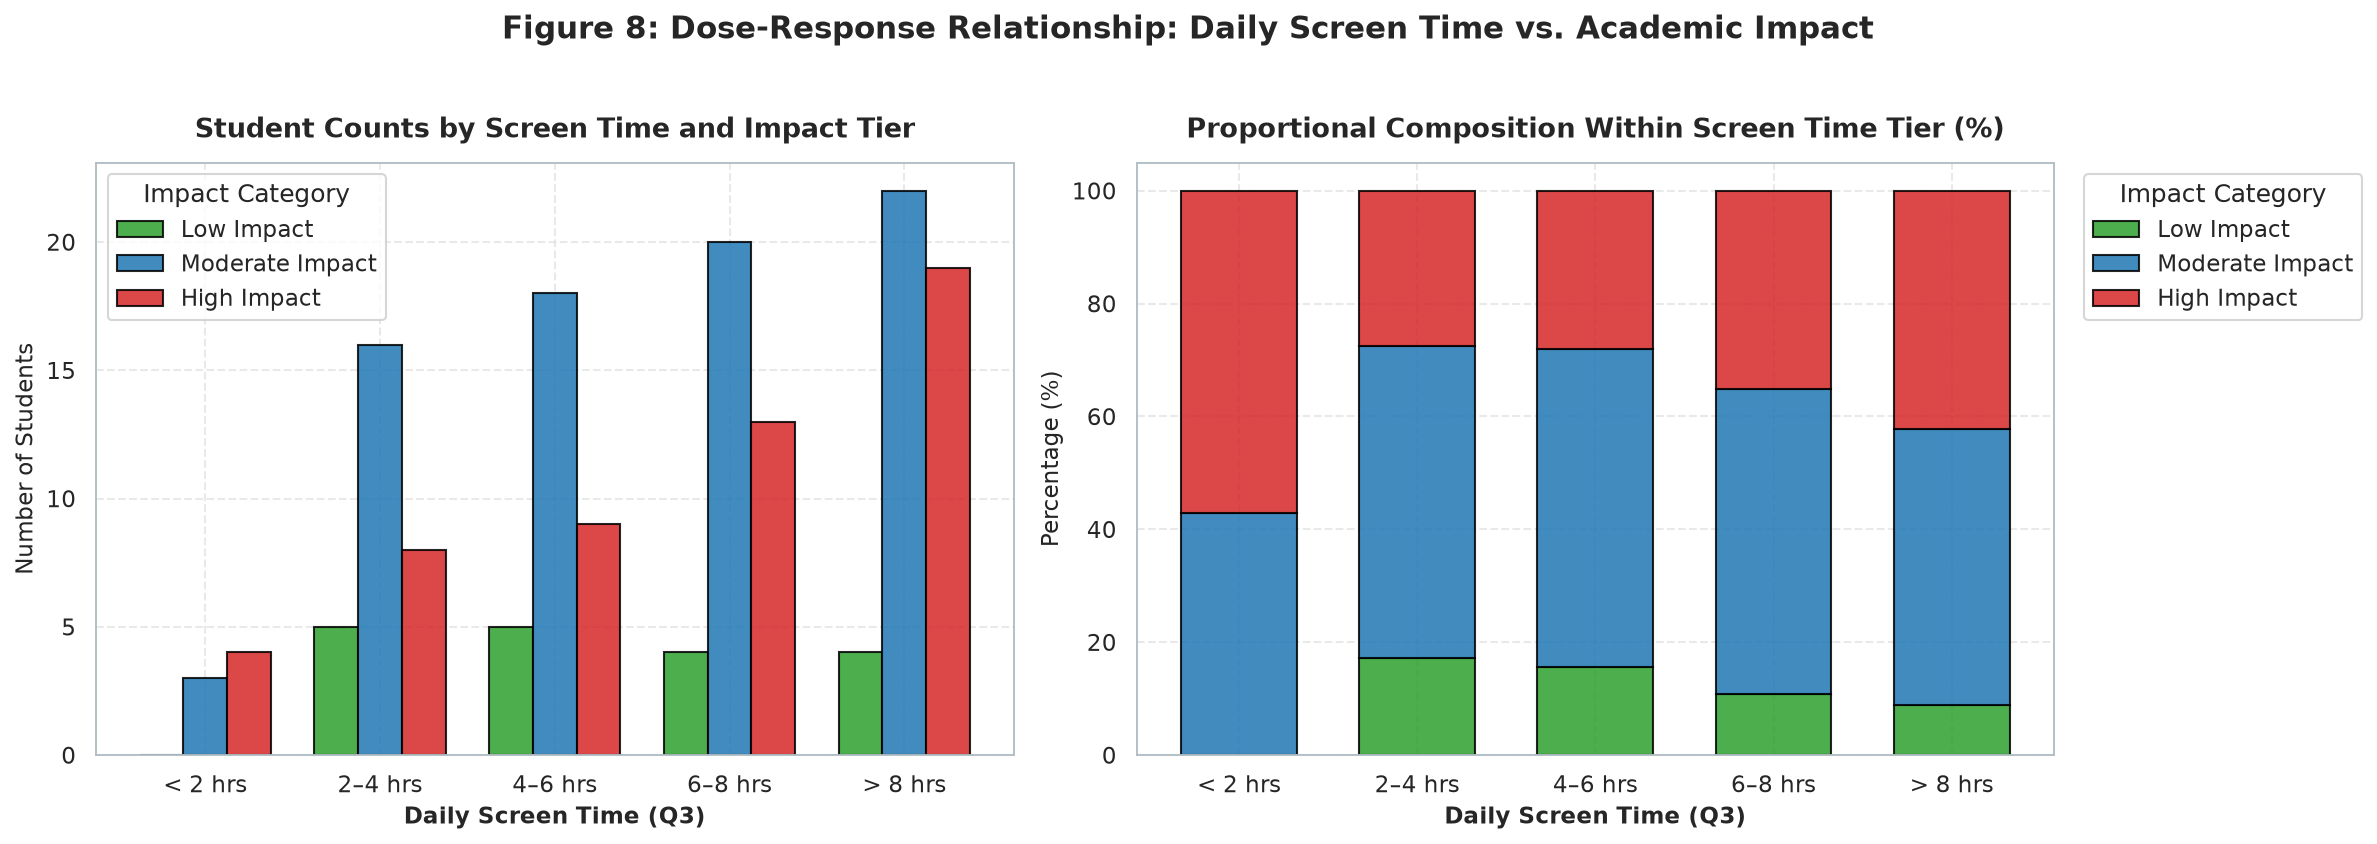 Figure 8: Dose-Response Relationship: Daily Screen Time vs. Academic Impact
Student Counts by Screen Time and Impact Tier
Impact Category
Low Impact
Moderate Impact
High Impact
Number of Students
20
15
10
5
0
< 2 hrs
2–4 hrs
4–6 hrs
6–8 hrs
> 8 hrs
Daily Screen Time (Q3)
Proportional Composition Within Screen Time Tier (%)
Percentage (%)
100
80
60
40
20
0
< 2 hrs
2–4 hrs
4–6 hrs
6–8 hrs
> 8 hrs
Daily Screen Time (Q3)
Impact Category
Low Impact
Moderate Impact
High Impact